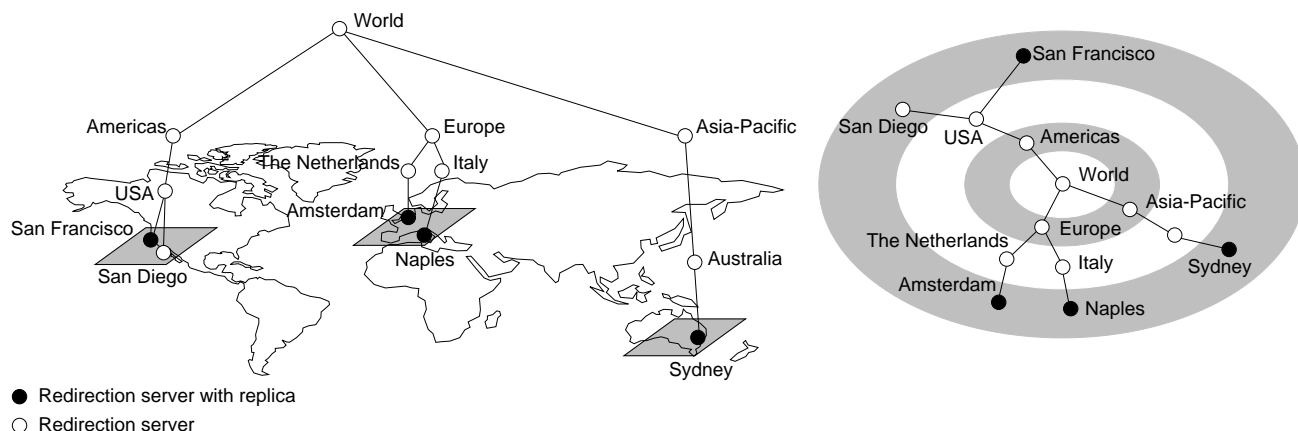 World
Americas
Europe
Asia-Pacific
The Netherlands
Italy
USA
Amsterdam
San Francisco
Naples
San Diego
Australia
Sydney
Redirection server with replica
Redirection server
San Francisco
San Diego
USA
Americas
World
Asia-Pacific
Europe
The Netherlands
Italy
Sydney
Amsterdam
Naples